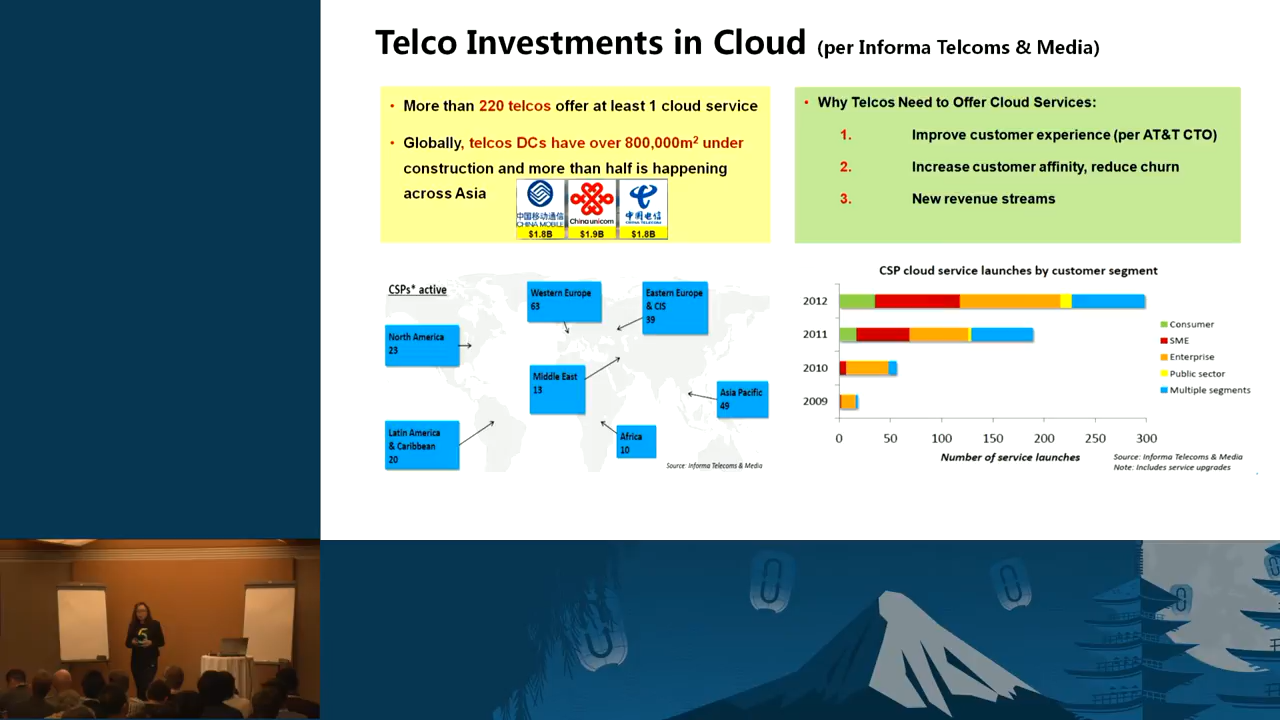 Telco Investments in Cloud (per Informa Telcoms & Media)
• More than 220 telcos offer at least 1 cloud service
• Globally, telcos DCs have over 800,000m² under
construction and more than half is happening
across Asia
中国移动通信
CHINA MOBILE
$1.8B
China unicom
$1.9B
中国电信
CHINA TELECOM
$1.8B
• Why Telcos Need to Offer Cloud Services:
1. Improve customer experience (per AT&T CTO)
2. Increase customer affinity, reduce churn
3. New revenue streams
CSPs* active
Western Europe
63
Eastern Europe
& CIS
39
North America
23
Middle East
13
Asia Pacific
49
Latin America
& Caribbean
20
Africa
10
Source: Informa Telecoms & Media
CSP cloud service launches by customer segment
2012
2011
2010
2009
0 50 100 150 200 250 300
Number of service launches
Consumer
SME
Enterprise
Public sector
Multiple segments
Source: Informa Telecoms & Media
Note: Includes service upgrades
5